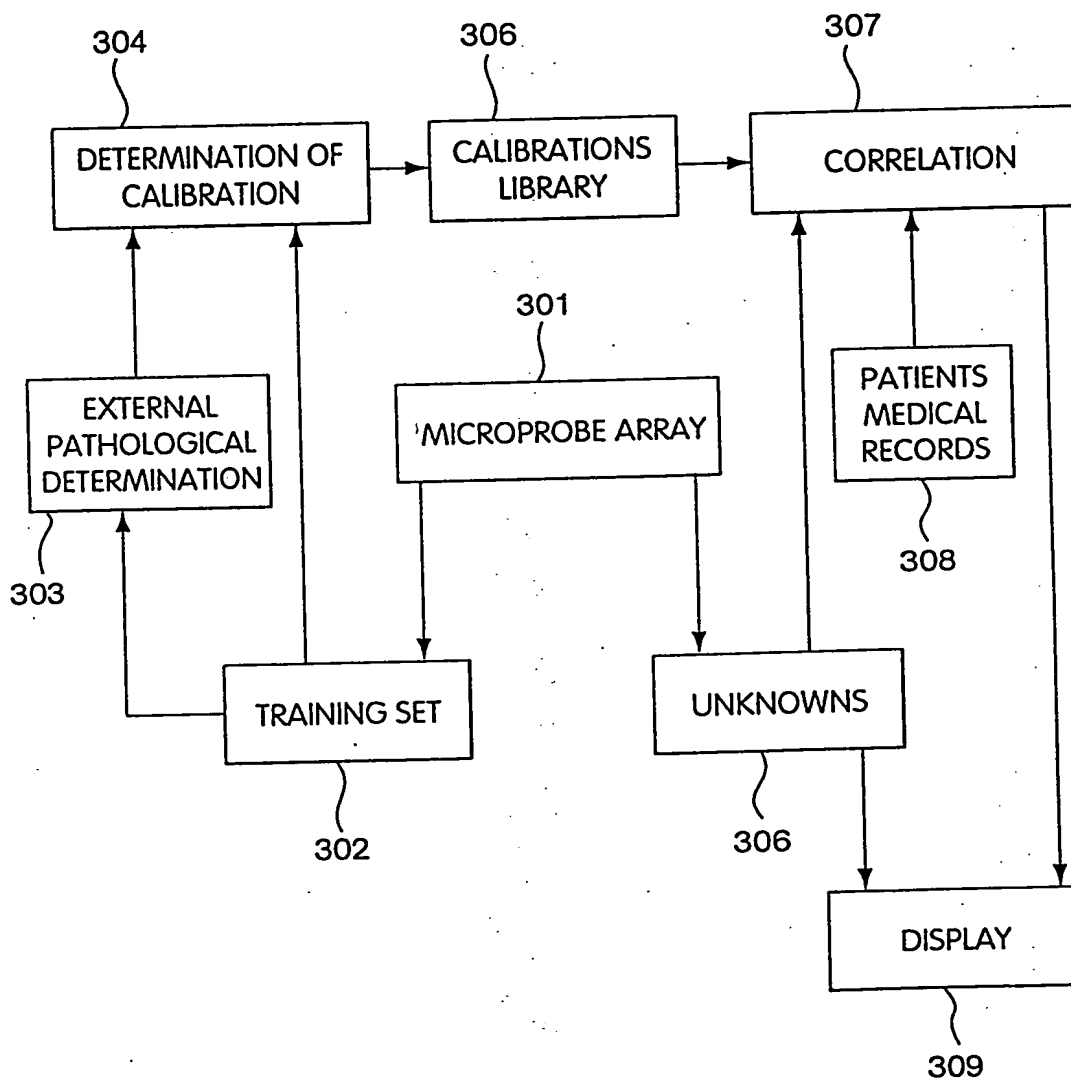 304
306
307
DETERMINATION OF
CALIBRATION
CALIBRATIONS
LIBRARY
CORRELATION
301
EXTERNAL
PATHOLOGICAL
DETERMINATION
MICROPROBE ARRAY
PATIENTS
MEDICAL
RECORDS
303
308
TRAINING SET
UNKNOWNS
302
306
DISPLAY
309